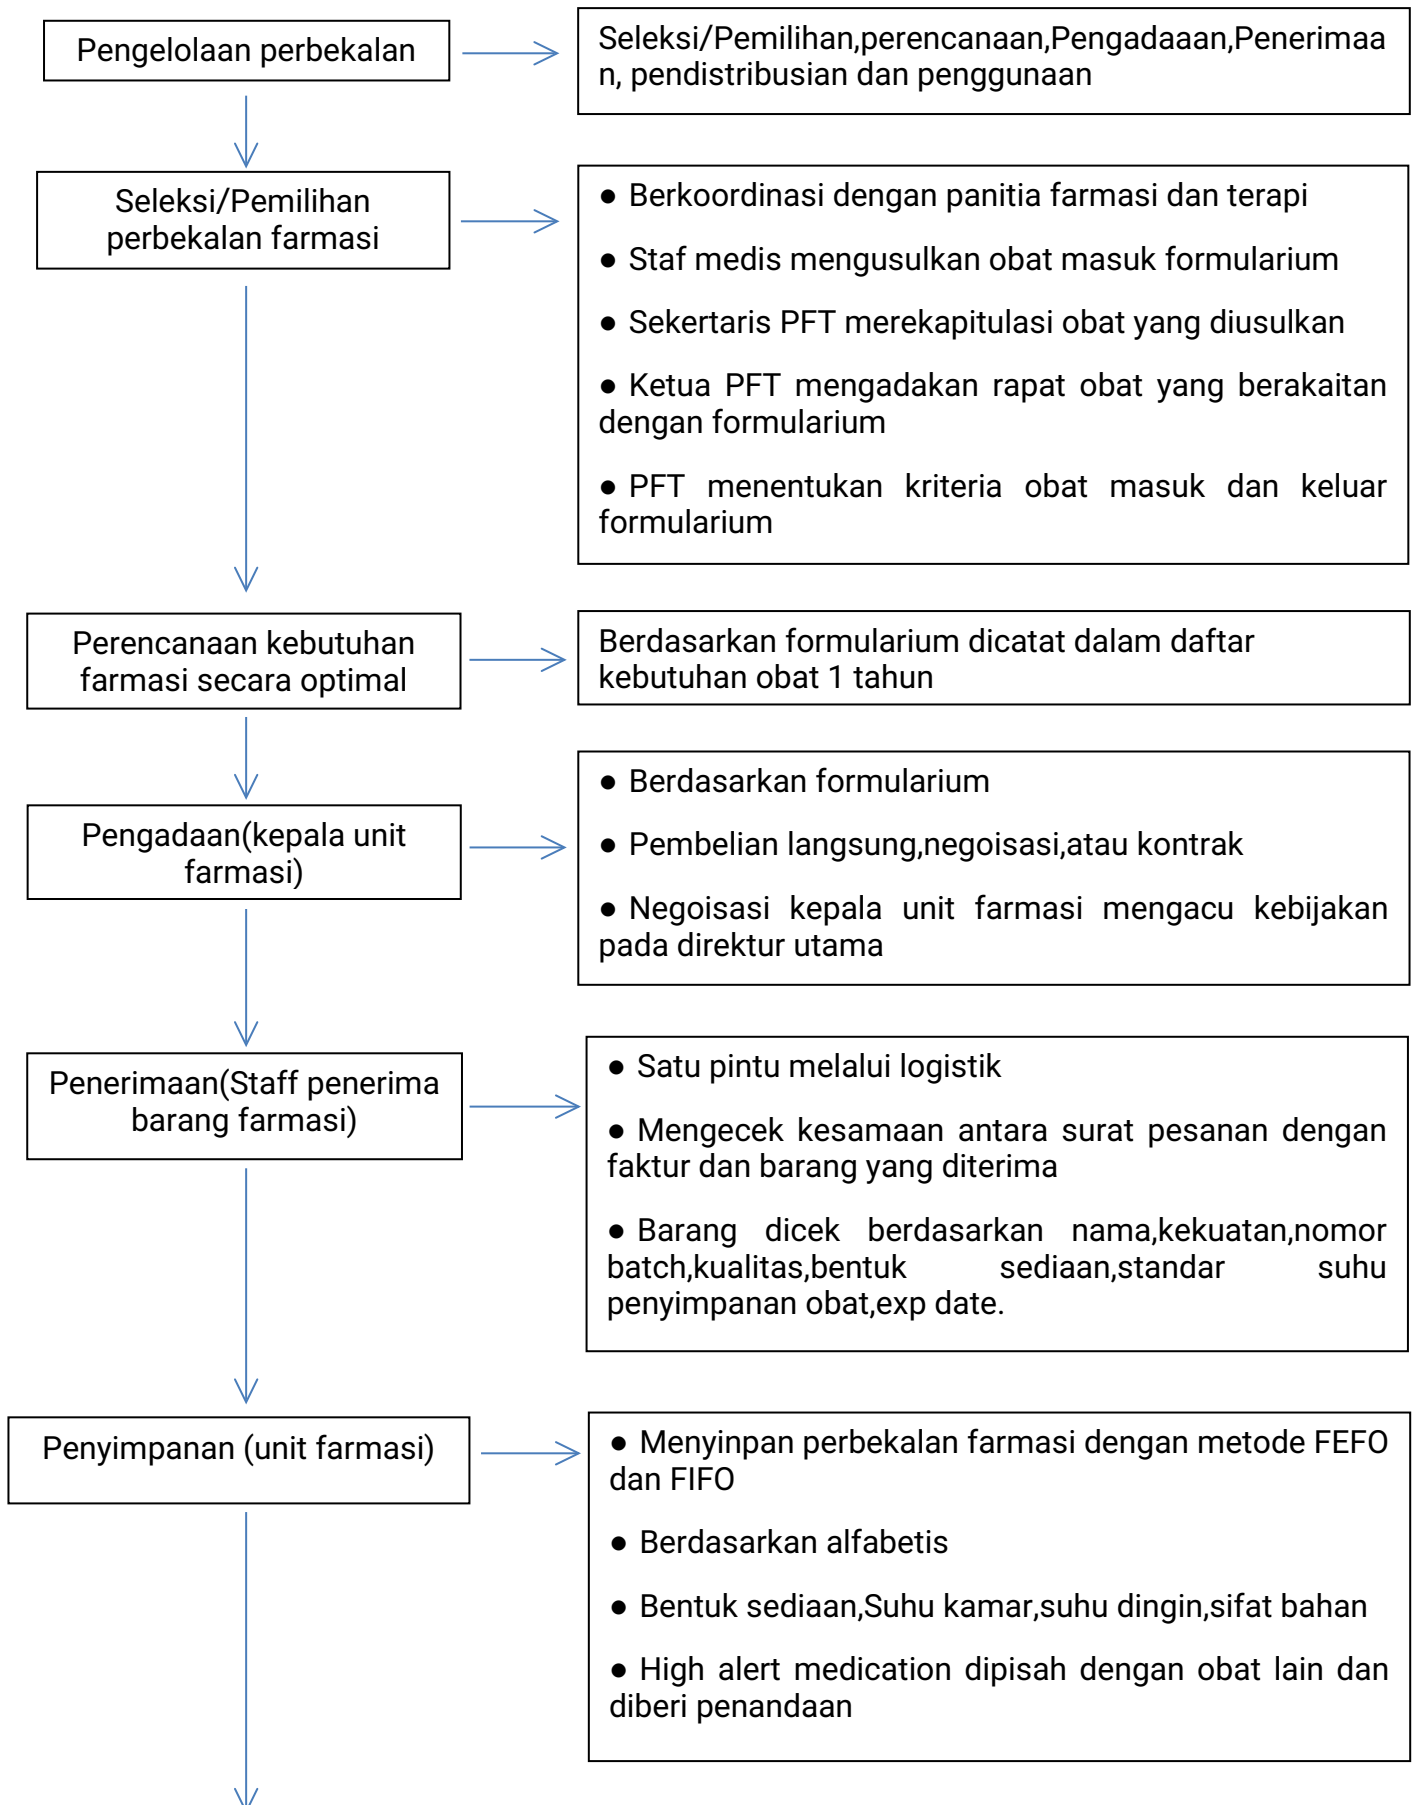 Pengelolaan perbekalan
Seleksi/Pemilihan,perencanaan,Pengadaaan,Penerimaa
n, pendistribusian dan penggunaan
Seleksi/Pemilihan
perbekalan farmasi
● Berkoordinasi dengan panitia farmasi dan terapi
● Staf medis mengusulkan obat masuk formularium
● Sekertaris PFT merekapitulasi obat yang diusulkan
● Ketua PFT mengadakan rapat obat yang berakaitan
dengan formularium
● PFT menentukan kriteria obat masuk dan keluar
formularium
Perencanaan kebutuhan
farmasi secara optimal
Berdasarkan formularium dicatat dalam daftar
kebutuhan obat 1 tahun
Pengadaan(kepala unit
farmasi)
● Berdasarkan formularium
● Pembelian langsung,negoisasi,atau kontrak
● Negoisasi kepala unit farmasi mengacu kebijakan
pada direktur utama
Penerimaan(Staff penerima
barang farmasi)
● Satu pintu melalui logistik
● Mengecek kesamaan antara surat pesanan dengan
faktur dan barang yang diterima
● Barang dicek berdasarkan nama,kekuatan,nomor
batch,kualitas,bentuk sediaan,standar suhu
penyimpanan obat,exp date.
Penyimpanan (unit farmasi)
● Menyinpan perbekalan farmasi dengan metode FEFO
dan FIFO
● Berdasarkan alfabetis
● Bentuk sediaan,Suhu kamar,suhu dingin,sifat bahan
● High alert medication dipisah dengan obat lain dan
diberi penandaan